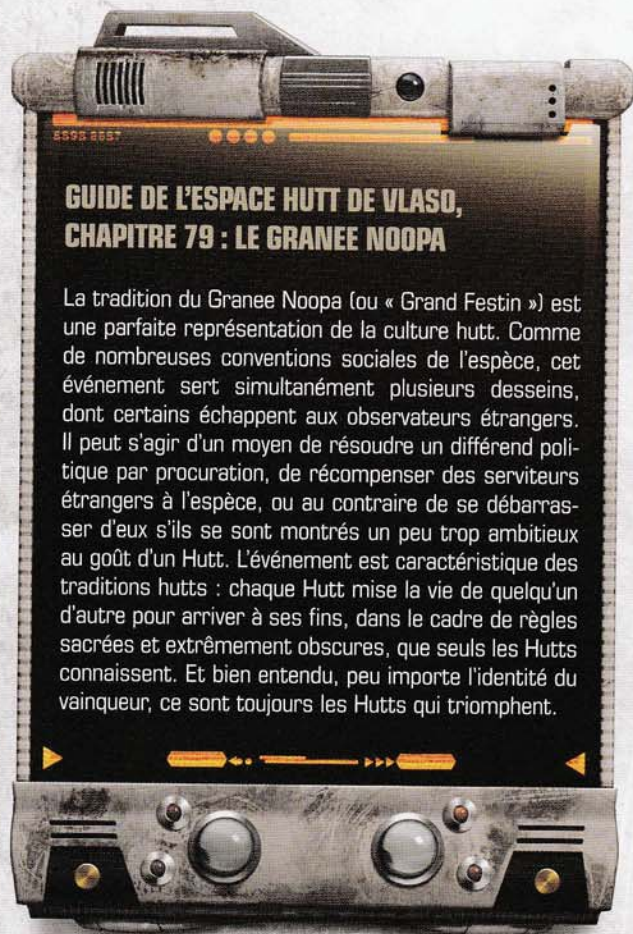 GUIDE DE L'ESPACE HUTT DE VLASO,
CHAPITRE 79 : LE GRANEE NOOPA
La tradition du Granee Noopa (ou « Grand Festin ») est
une parfaite représentation de la culture hutt. Comme
de nombreuses conventions sociales de l'espèce, cet
événement sert simultanément plusieurs desseins,
dont certains échappent aux observateurs étrangers.
Il peut s'agir d'un moyen de résoudre un différend poli-
tique par procuration, de récompenser des serviteurs
étrangers à l'espèce, ou au contraire de se débarras-
ser d'eux s'ils se sont montrés un peu trop ambitieux
au goût d'un Hutt. L'événement est caractéristique des
traditions hutts : chaque Hutt mise la vie de quelqu'un
d'autre pour arriver à ses fins, dans le cadre de règles
sacrées et extrêmement obscures, que seuls les Hutts
connaissent. Et bien entendu, peu importe l'identité du
vainqueur, ce sont toujours les Hutts qui triomphent.